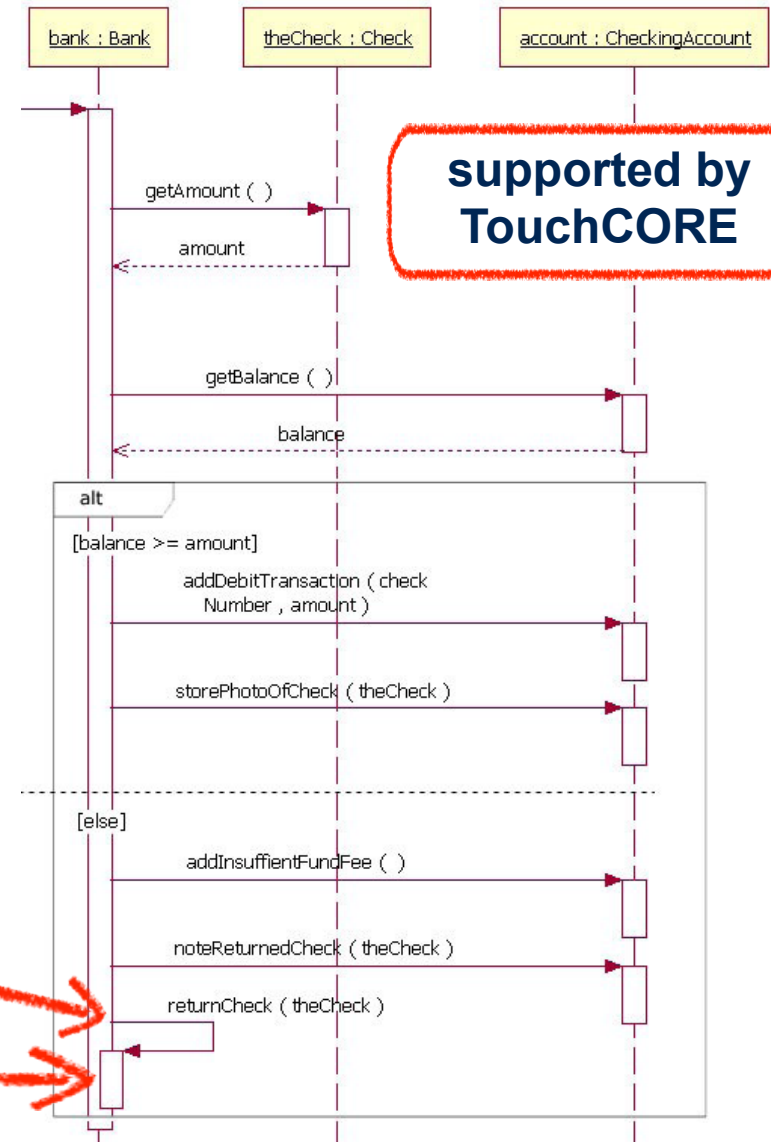 bank : Bank
theCheck : Check
account : CheckingAccount
supported by
TouchCORE
getAmount ( )
amount
getBalance ( )
balance
alt
[balance >= amount]
addDebitTransaction ( check
Number , amount )
storePhotoOfCheck ( theCheck )
[else]
addInsuffientFundFee ( )
noteReturnedCheck ( theCheck )
returnCheck ( theCheck )